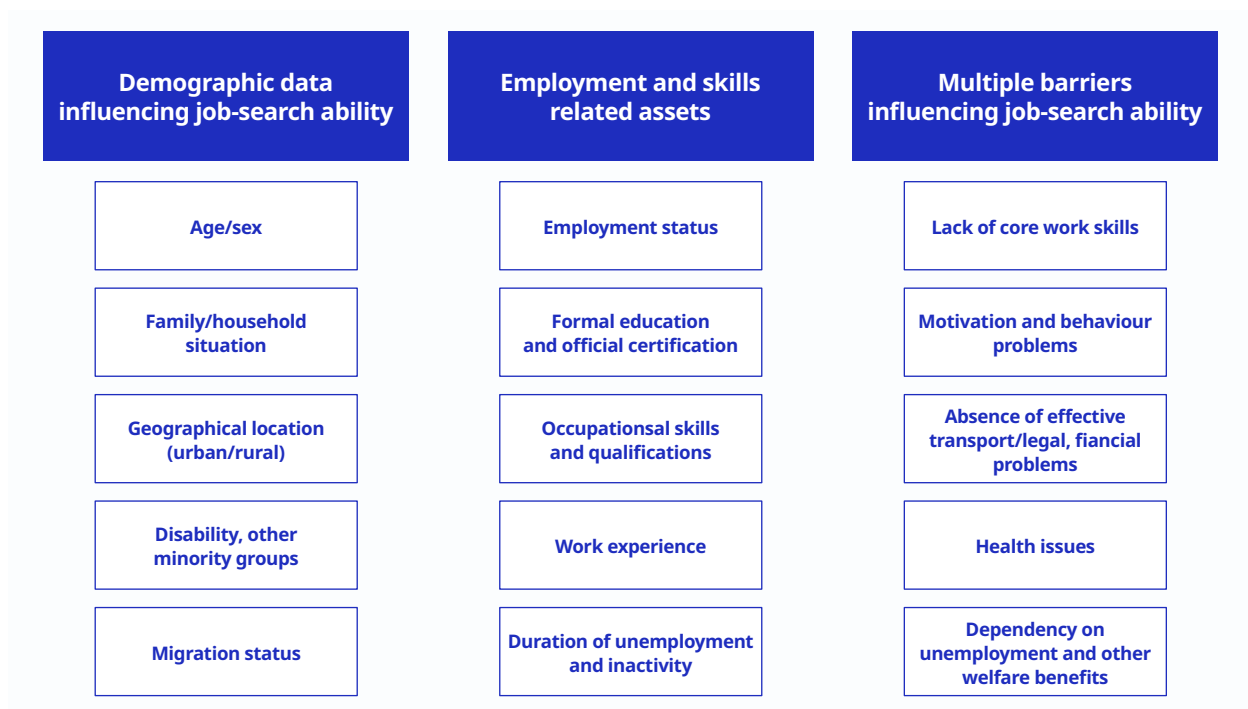 Demographic data
influencing job-search ability
Age/sex
Family/household
situation
Geographical location
(urban/rural)
Disability, other
minority groups
Migration status
Employment and skills
related assets
Employment status
Formal education
and official certification
Occupationsal skills
and qualifications
Work experience
Duration of unemployment
and inactivity
Multiple barriers
influencing job-search ability
Lack of core work skills
Motivation and behaviour
problems
Absence of effective
transport/legal, fiancial
problems
Health issues
Dependency on
unemployment and other
welfare benefits